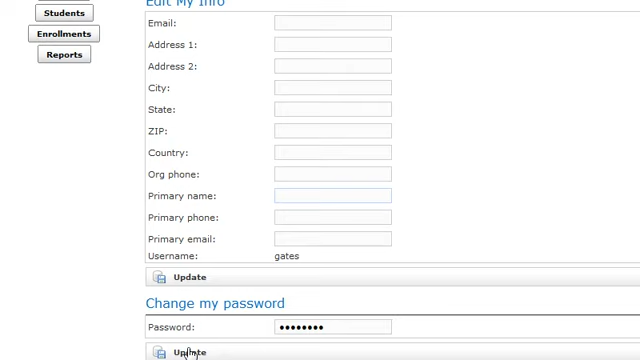 Students
Enrollments
Reports
Edit My Info
Email:
Address 1:
Address 2:
City:
State:
ZIP:
Country:
Org phone:
Primary name:
Primary phone:
Primary email:
Username: gates
Update
Change my password
Password: ••••••••
Update